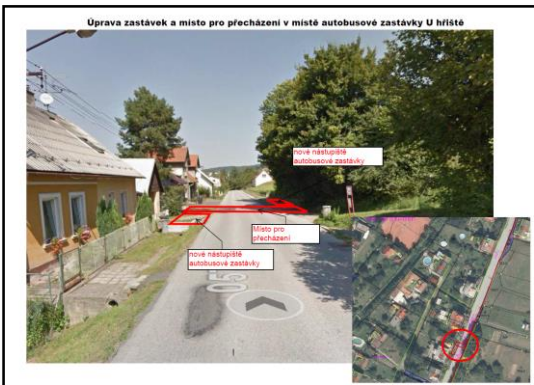 Úprava zastávek a místo pro přecházení v místě autobusové zastávky U hřiště
nové nástupiště
autobusové zastávky
Místo pro
přecházení
nové nástupiště
autobusové zastávky